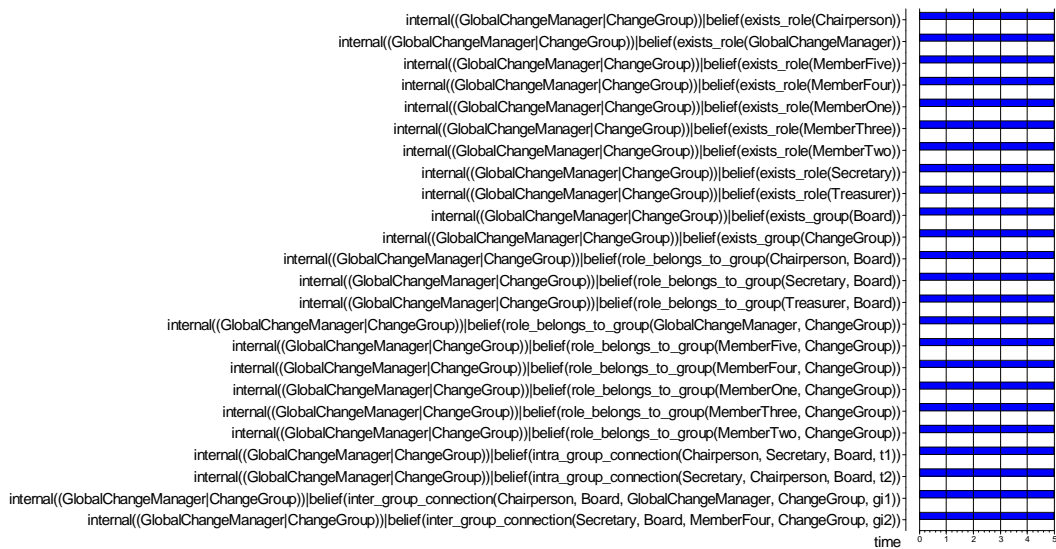 internal((GlobalChangeManager|ChangeGroup))|belief(exists_role(Chairperson))
internal((GlobalChangeManager|ChangeGroup))|belief(exists_role(GlobalChangeManager))
internal((GlobalChangeManager|ChangeGroup))|belief(exists_role(MemberFive))
internal((GlobalChangeManager|ChangeGroup))|belief(exists_role(MemberFour))
internal((GlobalChangeManager|ChangeGroup))|belief(exists_role(MemberOne))
internal((GlobalChangeManager|ChangeGroup))|belief(exists_role(MemberThree))
internal((GlobalChangeManager|ChangeGroup))|belief(exists_role(MemberTwo))
internal((GlobalChangeManager|ChangeGroup))|belief(exists_role(Secretary))
internal((GlobalChangeManager|ChangeGroup))|belief(exists_role(Treasurer))
internal((GlobalChangeManager|ChangeGroup))|belief(exists_group(Board))
internal((GlobalChangeManager|ChangeGroup))|belief(exists_group(ChangeGroup))
internal((GlobalChangeManager|ChangeGroup))|belief(role_belongs_to_group(Chairperson, Board))
internal((GlobalChangeManager|ChangeGroup))|belief(role_belongs_to_group(Secretary, Board))
internal((GlobalChangeManager|ChangeGroup))|belief(role_belongs_to_group(Treasurer, Board))
internal((GlobalChangeManager|ChangeGroup))|belief(role_belongs_to_group(GlobalChangeManager, ChangeGroup))
internal((GlobalChangeManager|ChangeGroup))|belief(role_belongs_to_group(MemberFive, ChangeGroup))
internal((GlobalChangeManager|ChangeGroup))|belief(role_belongs_to_group(MemberFour, ChangeGroup))
internal((GlobalChangeManager|ChangeGroup))|belief(role_belongs_to_group(MemberOne, ChangeGroup))
internal((GlobalChangeManager|ChangeGroup))|belief(role_belongs_to_group(MemberThree, ChangeGroup))
internal((GlobalChangeManager|ChangeGroup))|belief(role_belongs_to_group(MemberTwo, ChangeGroup))
internal((GlobalChangeManager|ChangeGroup))|belief(intra_group_connection(Chairperson, Secretary, Board, t1))
internal((GlobalChangeManager|ChangeGroup))|belief(intra_group_connection(Secretary, Chairperson, Board, t2))
internal((GlobalChangeManager|ChangeGroup))|belief(inter_group_connection(Chairperson, Board, GlobalChangeManager, ChangeGroup, gi1))
internal((GlobalChangeManager|ChangeGroup))|belief(inter_group_connection(Secretary, Board, MemberFour, ChangeGroup, gi2))
time 0 1 2 3 4 5